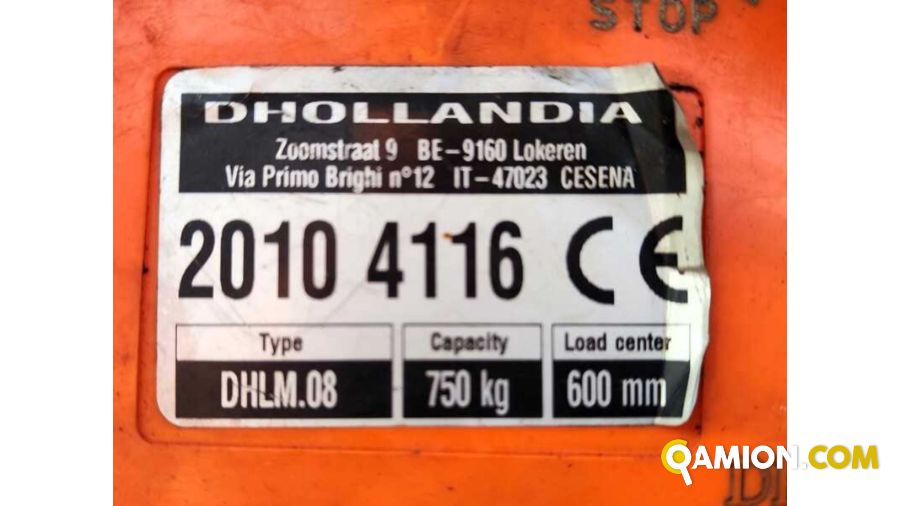 STOP
DHOLLANDIA
Zoomstraat 9 BE-9160 Lokeren
Via Primo Brighi n°12 IT-47023 CESENA
2010 4116 CE
Type Capacity Load center
DHLM.08 750 kg 600 mm
QAMION.COM